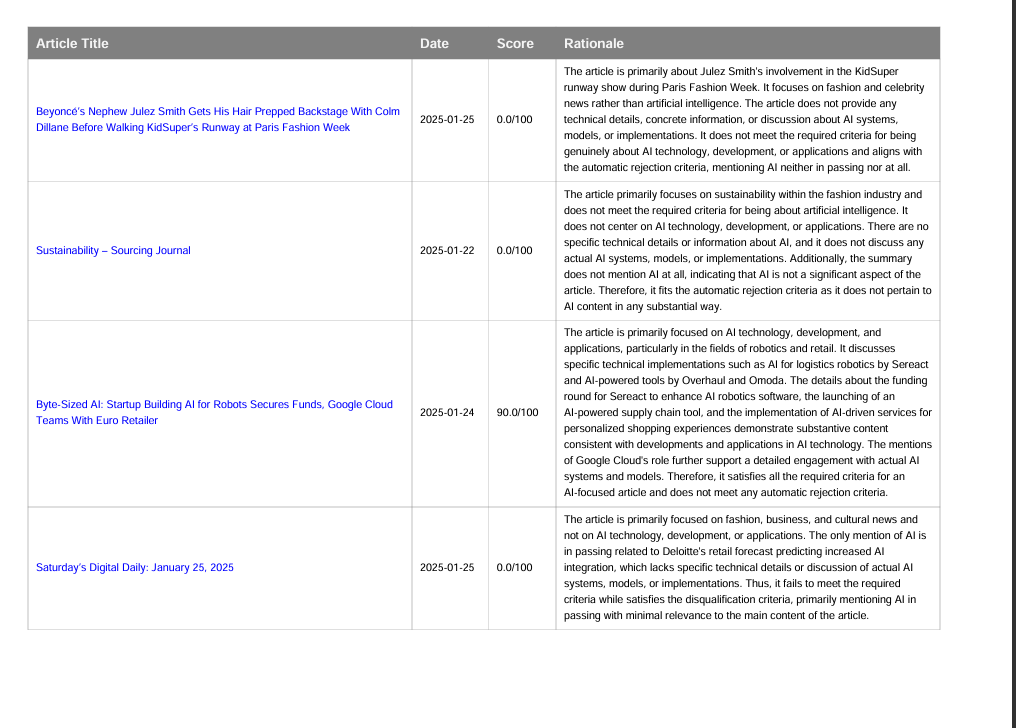 Article Title Date Score Rationale
Beyoncé's Nephew Julez Smith Gets His Hair Prepped Backstage With Colm
Dillane Before Walking KidSuper's Runway at Paris Fashion Week
2025-01-25
0.0/100
The article is primarily about Julez Smith's involvement in the KidSuper
runway show during Paris Fashion Week. It focuses on fashion and celebrity
news rather than artificial intelligence. The article does not provide any
technical details, concrete information, or discussion about AI systems,
models, or implementations. It does not meet the required criteria for being
genuinely about AI technology, development, or applications and aligns with
the automatic rejection criteria, mentioning AI neither in passing nor at all.
Sustainability – Sourcing Journal
2025-01-22
0.0/100
The article primarily focuses on sustainability within the fashion industry and
does not meet the required criteria for being about artificial intelligence. It
does not center on AI technology, development, or applications. There are no
specific technical details or information about AI, and it does not discuss any
actual AI systems, models, or implementations. Additionally, the summary
does not mention AI at all, indicating that AI is not a significant aspect of the
article. Therefore, it fits the automatic rejection criteria as it does not pertain to
AI content in any substantial way.
Byte-Sized AI: Startup Building AI for Robots Secures Funds, Google Cloud
Teams With Euro Retailer
2025-01-24
90.0/100
The article is primarily focused on AI technology, development, and
applications, particularly in the fields of robotics and retail. It discusses
specific technical implementations such as AI for logistics robotics by Sereact
and AI-powered tools by Overhaul and Omoda. The details about the funding
round for Sereact to enhance AI robotics software, the launching of an
AI-powered supply chain tool, and the implementation of AI-driven services for
personalized shopping experiences demonstrate substantive content
consistent with developments and applications in AI technology. The mentions
of Google Cloud's role further support a detailed engagement with actual AI
systems and models. Therefore, it satisfies all the required criteria for an
AI-focused article and does not meet any automatic rejection criteria.
Saturday's Digital Daily: January 25, 2025
2025-01-25
0.0/100
The article is primarily focused on fashion, business, and cultural news and
not on AI technology, development, or applications. The only mention of AI is
in passing related to Deloitte's retail forecast predicting increased AI
integration, which lacks specific technical details or discussion of actual AI
systems, models, or implementations. Thus, it fails to meet the required
criteria while satisfies the disqualification criteria, primarily mentioning AI in
passing with minimal relevance to the main content of the article.